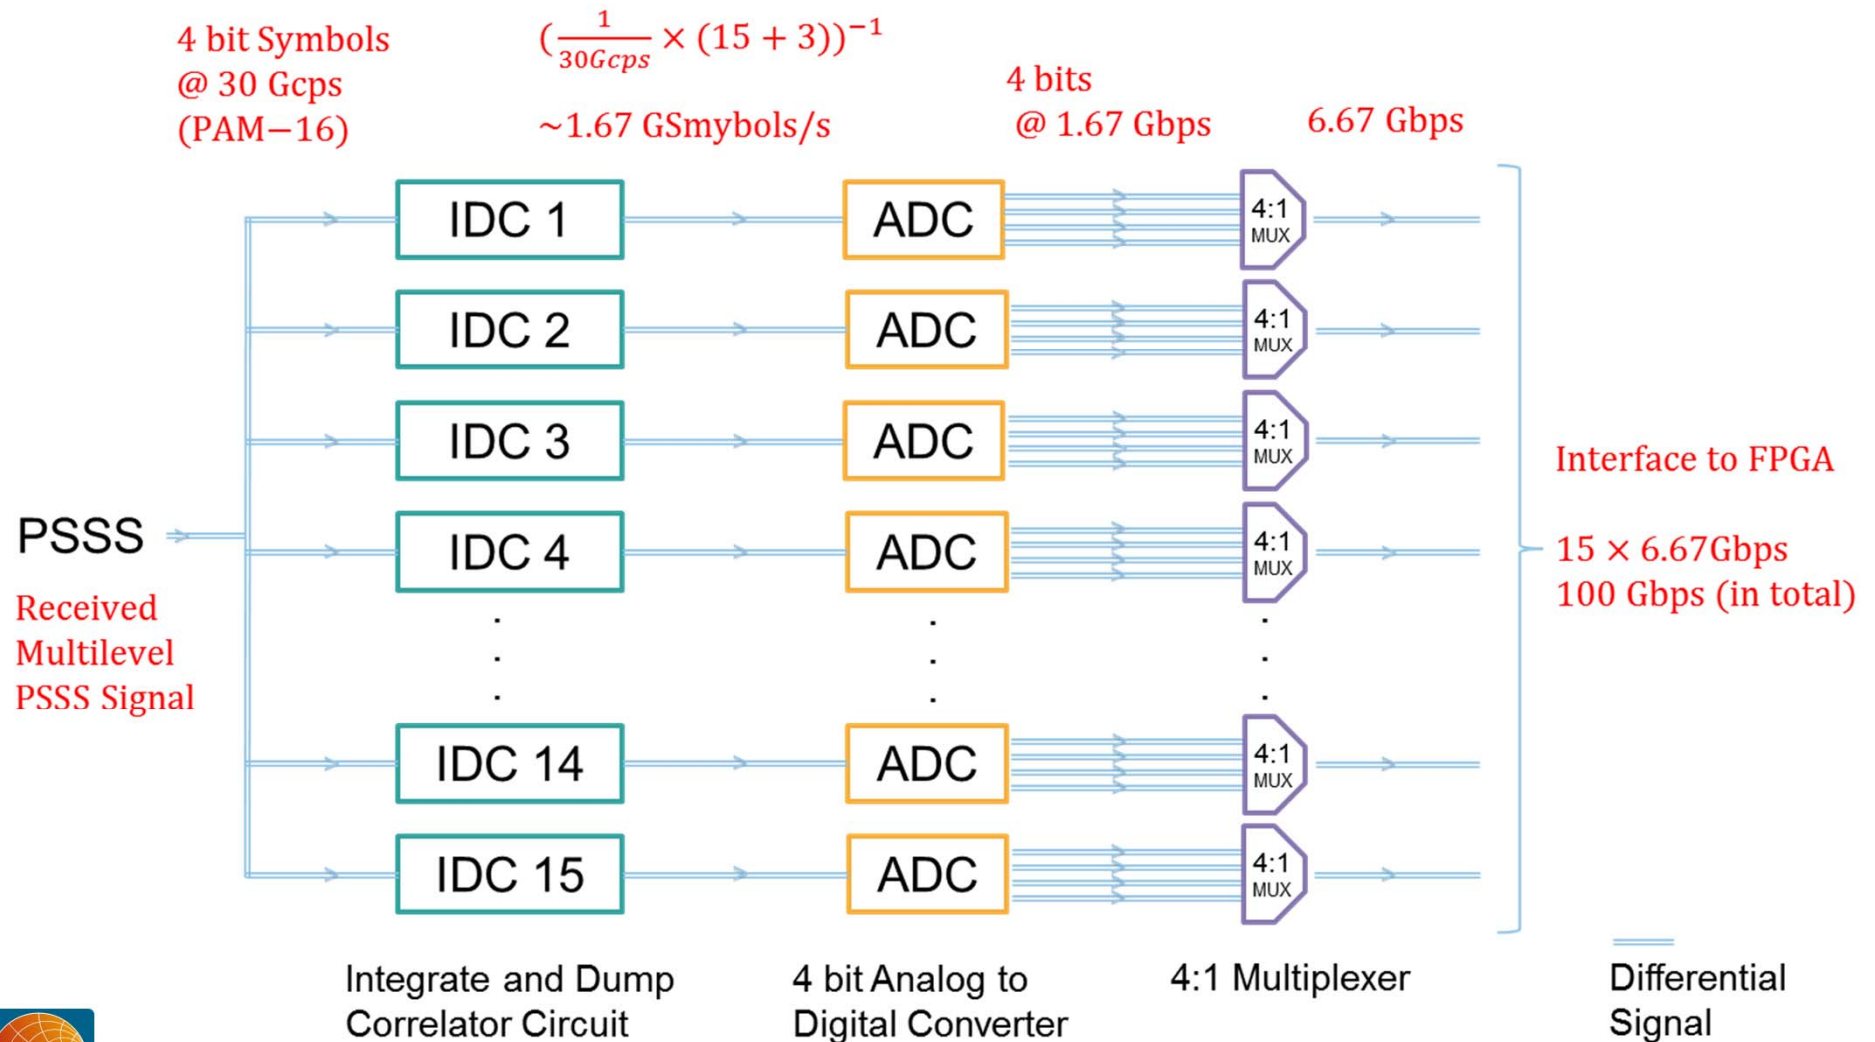 4 bit Symbols
@ 30 Gcps
(PAM−16)
(1/30Gcps × (15 + 3))⁻¹
~1.67 GSmybols/s
4 bits
@ 1.67 Gbps
6.67 Gbps
IDC 1
ADC
4:1
MUX
IDC 2
ADC
4:1
MUX
IDC 3
ADC
4:1
MUX
Interface to FPGA
PSSS
IDC 4
ADC
4:1
MUX
15 × 6.67Gbps
100 Gbps (in total)
Received
Multilevel
PSSS Signal
IDC 14
ADC
4:1
MUX
IDC 15
ADC
4:1
MUX
Integrate and Dump
Correlator Circuit
4 bit Analog to
Digital Converter
4:1 Multiplexer
Differential
Signal